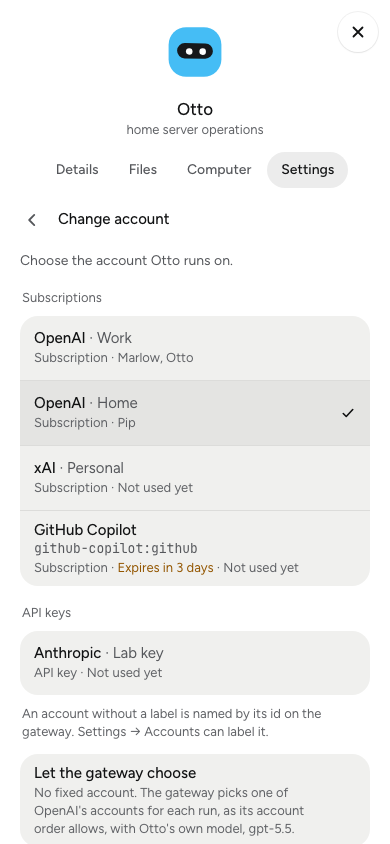 Otto
home server operations
Details Files Computer Settings
Change account
Choose the account Otto runs on.
Subscriptions
OpenAI · Work
Subscription · Marlow, Otto
OpenAI · Home
Subscription · Pip
xAI · Personal
Subscription · Not used yet
GitHub Copilot
github-copilot:github
Subscription · Expires in 3 days · Not used yet
API keys
Anthropic · Lab key
API key · Not used yet
An account without a label is named by its id on the
gateway. Settings → Accounts can label it.
Let the gateway choose
No fixed account. The gateway picks one of
OpenAI's accounts for each run, as its account
order allows, with Otto's own model, gpt-5.5.